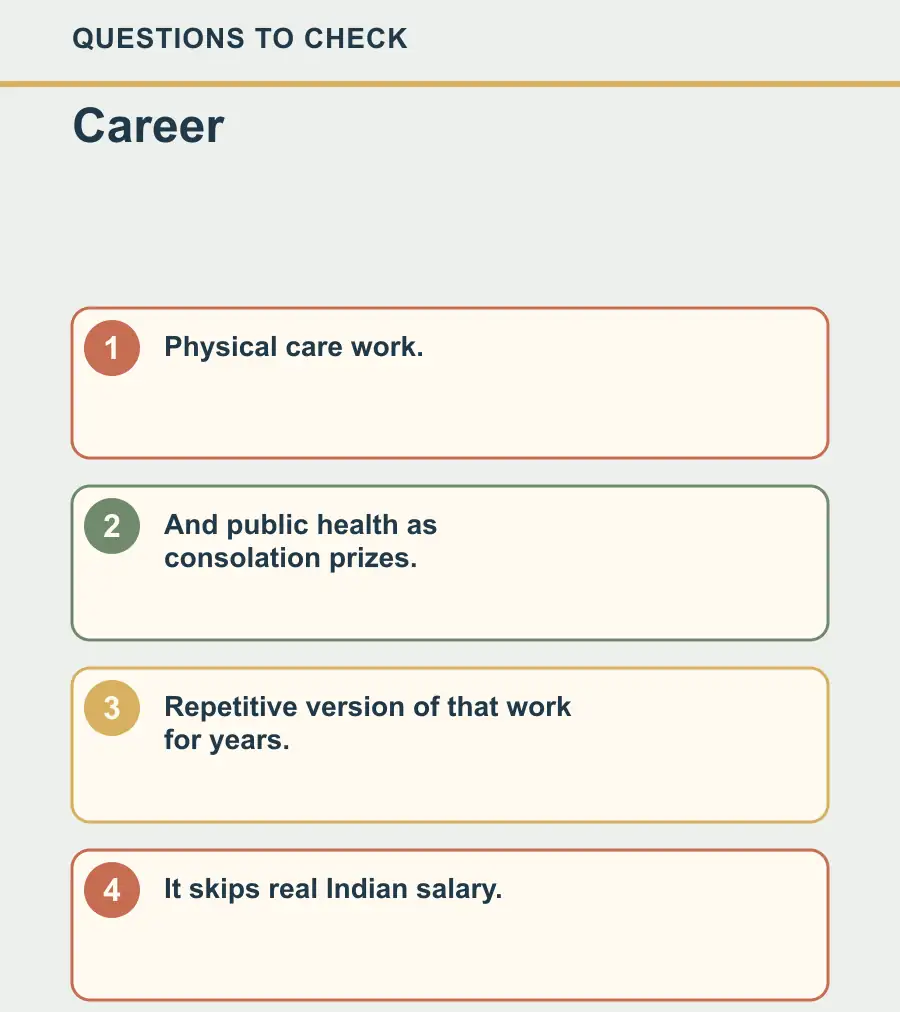 QUESTIONS TO CHECK
Career
1
Physical care work.
2
And public health as
consolation prizes.
3
Repetitive version of that work
for years.
4
It skips real Indian salary.